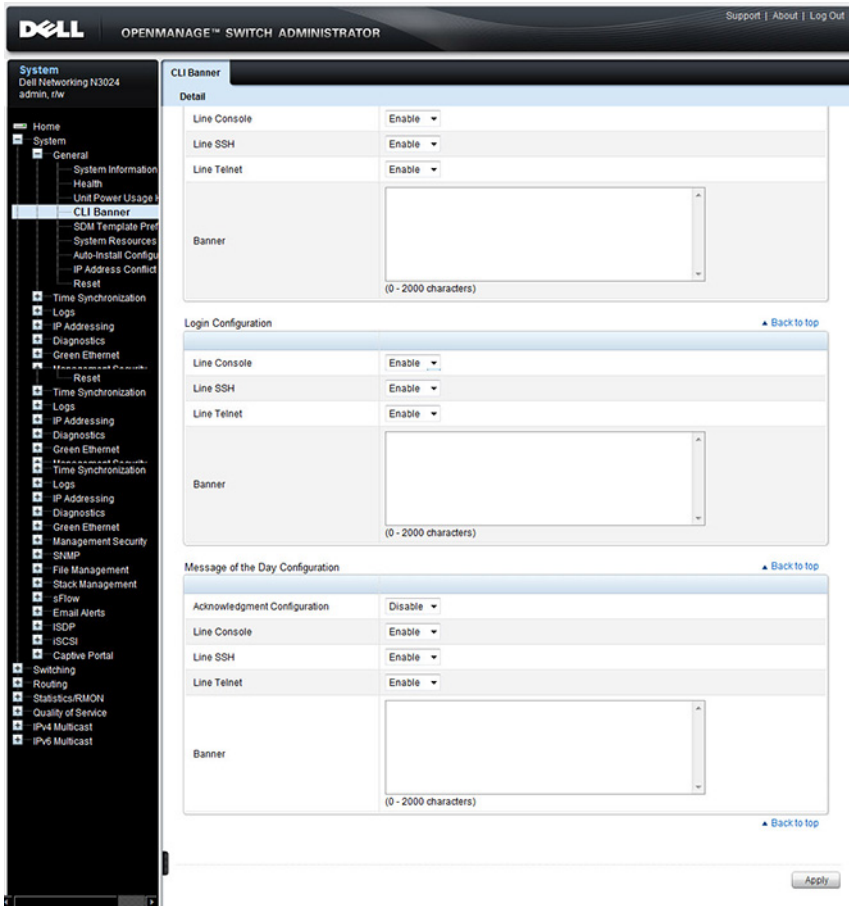 Support | About | Log Out
DELL
OPENMANAGE™ SWITCH ADMINISTRATOR
System
Dell Networking N3024
admin, r/w
Home
System
General
System Information
Health
Unit Power Usage
CLI Banner
SDM Template Pref
System Resources
Auto-Install Configu
IP Address Conflict
Reset
Time Synchronization
Logs
IP Addressing
Diagnostics
Green Ethernet
Management Security
Reset
Time Synchronization
Logs
IP Addressing
Diagnostics
Green Ethernet
Management Security
Time Synchronization
Logs
IP Addressing
Diagnostics
Green Ethernet
Management Security
SNMP
File Management
Stack Management
sFlow
Email Alerts
ISDP
iSCSI
Captive Portal
Switching
Routing
Statistics/RMON
Quality of Service
IPv4 Multicast
IPv6 Multicast
CLI Banner
Detail
Line Console Enable
Line SSH Enable
Line Telnet Enable
Banner
(0 - 2000 characters)
Login Configuration Back to top
Line Console Enable
Line SSH Enable
Line Telnet Enable
Banner
(0 - 2000 characters)
Message of the Day Configuration Back to top
Acknowledgment Configuration Disable
Line Console Enable
Line SSH Enable
Line Telnet Enable
Banner
(0 - 2000 characters)
Back to top
Apply